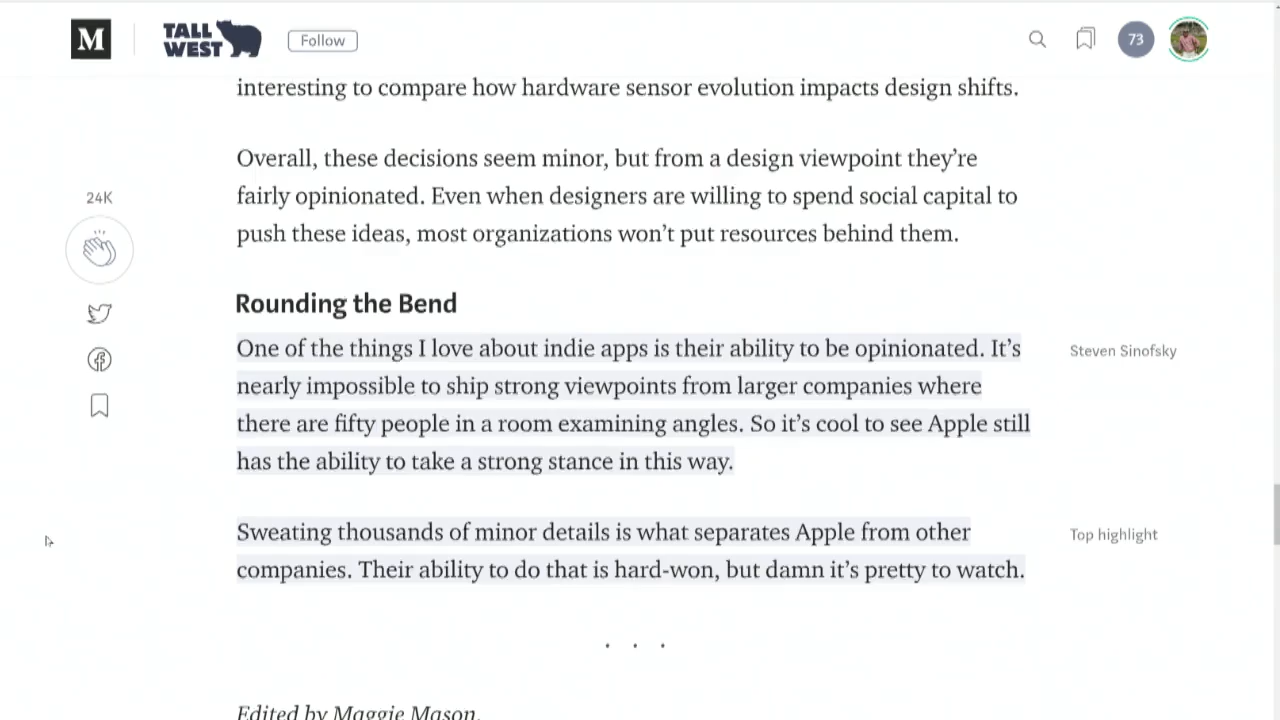 M
TALL
WEST
Follow
73
interesting to compare how hardware sensor evolution impacts design shifts.
Overall, these decisions seem minor, but from a design viewpoint they’re
fairly opinionated. Even when designers are willing to spend social capital to
push these ideas, most organizations won’t put resources behind them.
24K
Rounding the Bend
One of the things I love about indie apps is their ability to be opinionated. It’s
nearly impossible to ship strong viewpoints from larger companies where
there are fifty people in a room examining angles. So it’s cool to see Apple still
has the ability to take a strong stance in this way.
Steven Sinofsky
Sweating thousands of minor details is what separates Apple from other
companies. Their ability to do that is hard-won, but damn it’s pretty to watch.
Top highlight
. . .
Edited by Maggie Mason.